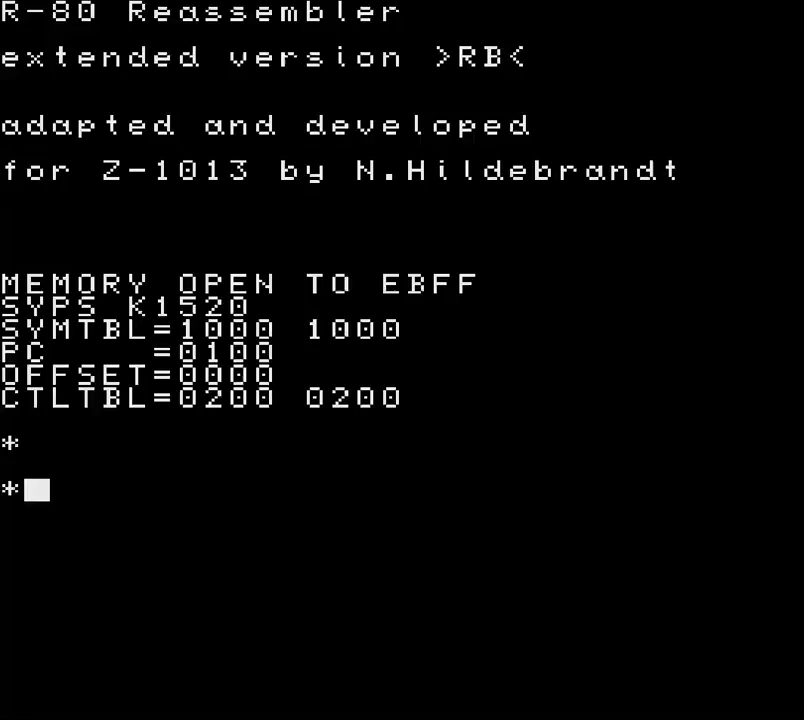 R-80 Reassembler
extended version >RB<
adapted and developed
for Z-1013 by N.Hildebrandt
MEMORY OPEN TO EBFF
SYPS K1520
SYMTBL=1000 1000
PC    =0100
OFFSET=0000
CTLTBL=0200 0200
*
*